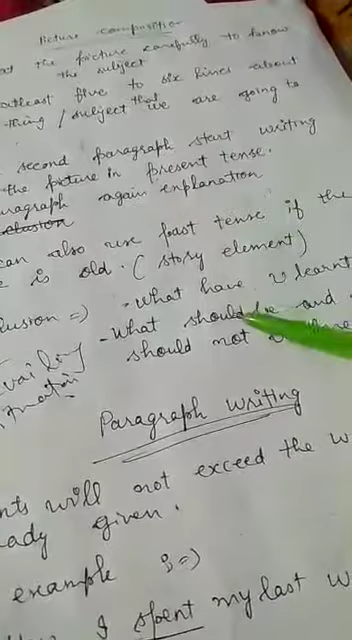 Picture composition
at the picture carefully to know
the subject
atleast five to six lines about
thing / subject that we are going to
second paragraph start writing
the picture in present tense.
paragraph again explanation
can also use past tense if the
is old. (story element)
clusion =) - What have u learnt
- What should be and
should not
Paragraph Writing
nts will not exceed the w
eady given.
example :=)
I spent my last w